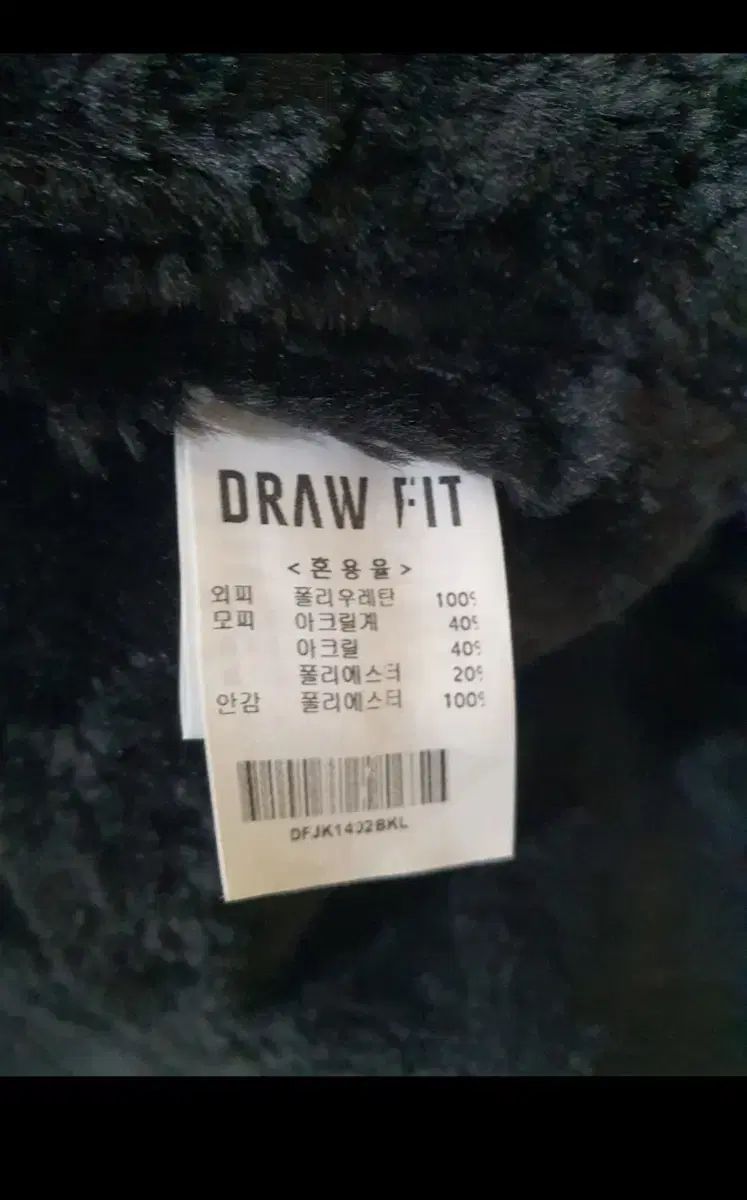 DRAW FIT
<혼용율>
외피 폴리우레탄 100%
모피 아크릴계 40%
아크릴 40%
폴리에스터 20%
안감 폴리에스터 100%
DFJK1402BKL